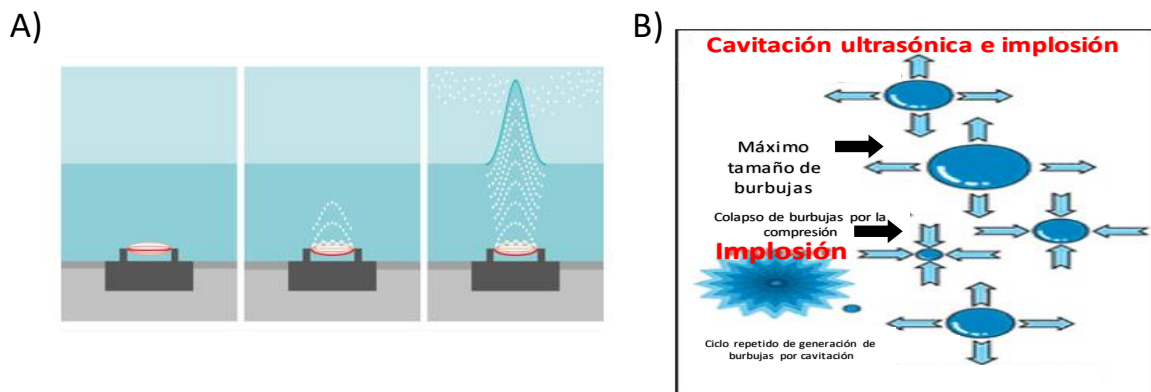 A)
B)
Cavitación ultrasónica e implosión
Máximo
tamaño de
burbujas
Colapso de burbujas por la
compresión
Implosión
Ciclo repetido de generación de
burbujas por cavitación